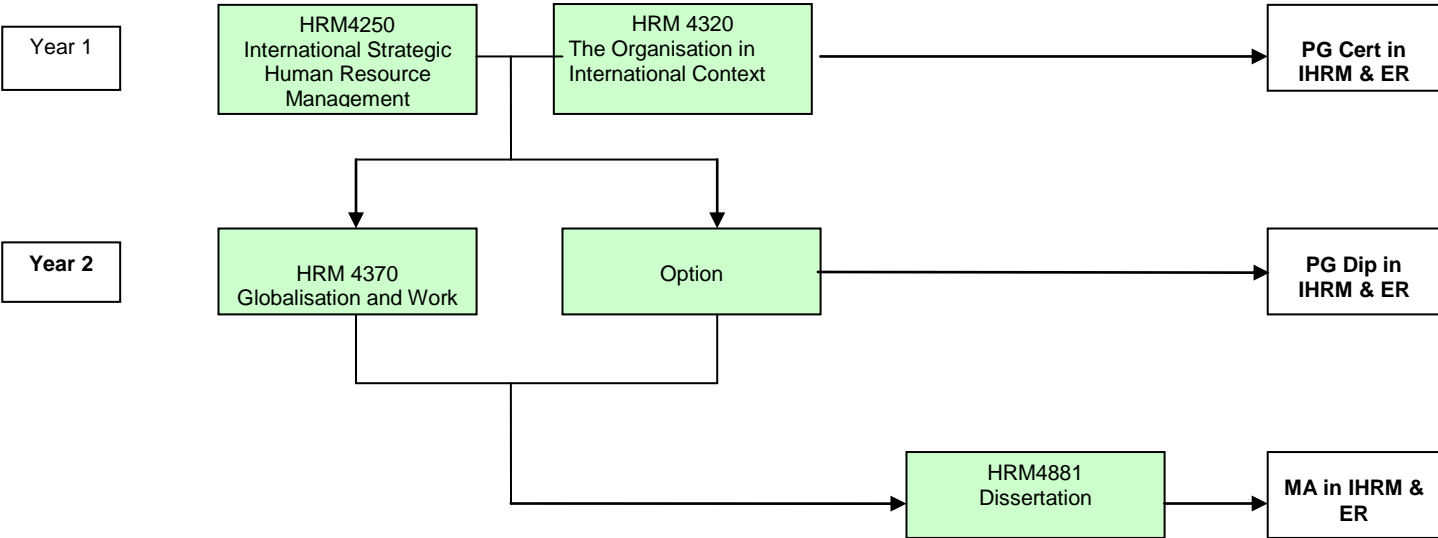 Year 1
HRM4250
International Strategic
Human Resource
Management
HRM 4320
The Organisation in
International Context
PG Cert in
IHRM & ER
Year 2
HRM 4370
Globalisation and Work
Option
PG Dip in
IHRM & ER
HRM4881
Dissertation
MA in IHRM &
ER